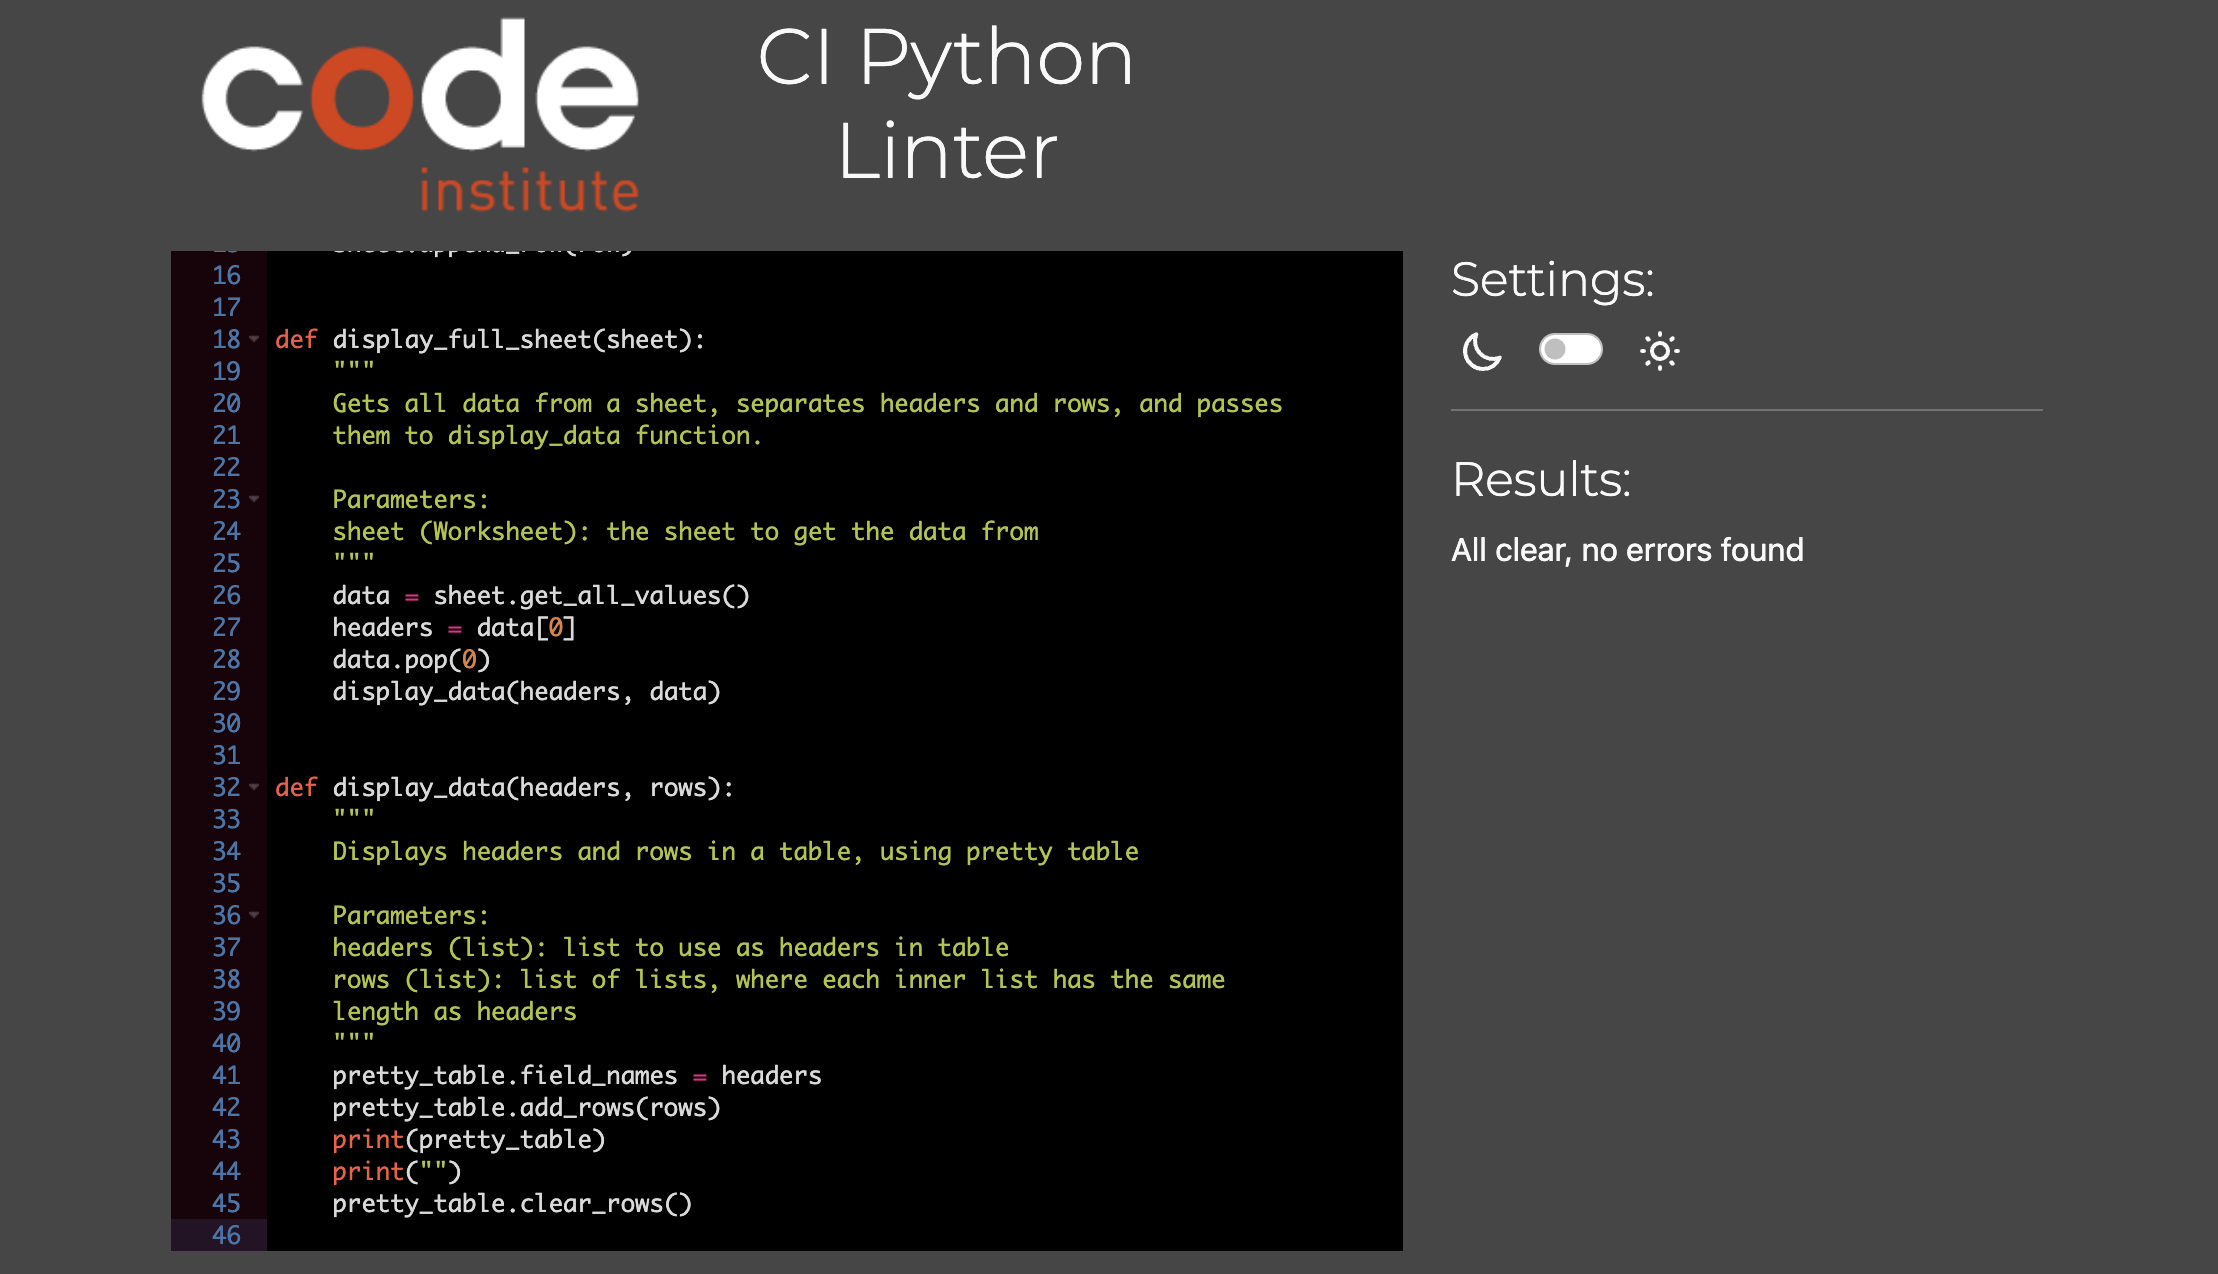 code
institute
CI Python
Linter
16
17
18 def display_full_sheet(sheet):
19     """
20     Gets all data from a sheet, separates headers and rows, and passes
21     them to display_data function.
22
23     Parameters:
24     sheet (Worksheet): the sheet to get the data from
25     """
26     data = sheet.get_all_values()
27     headers = data[0]
28     data.pop(0)
29     display_data(headers, data)
30
31
32 def display_data(headers, rows):
33     """
34     Displays headers and rows in a table, using pretty table
35
36     Parameters:
37     headers (list): list to use as headers in table
38     rows (list): list of lists, where each inner list has the same
39     length as headers
40     """
41     pretty_table.field_names = headers
42     pretty_table.add_rows(rows)
43     print(pretty_table)
44     print("")
45     pretty_table.clear_rows()
46
Settings:
Results:
All clear, no errors found